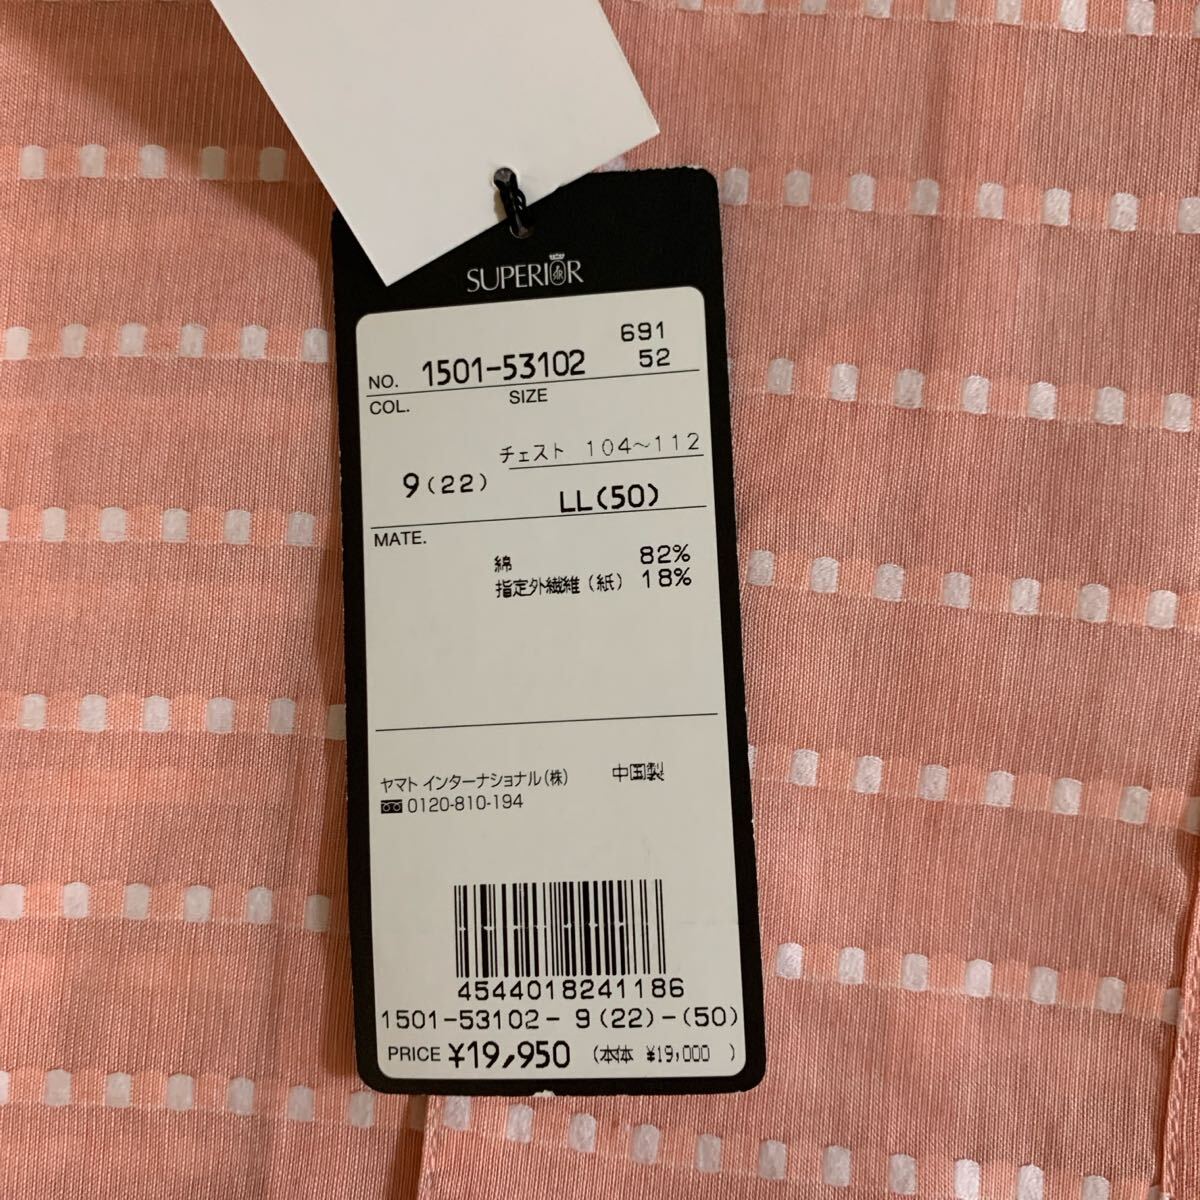 SUPERIOR
691
NO. 1501-53102 52
COL. SIZE
チェスト 104～112
9(22)
LL(50)
MATE.
綿 82%
指定外繊維(紙) 18%
ヤマト インターナショナル(株) 中国製
0120-810-194
4544018241186
1501-53102- 9(22)-(50)
PRICE ¥19,950 (本体 ¥19,000 )